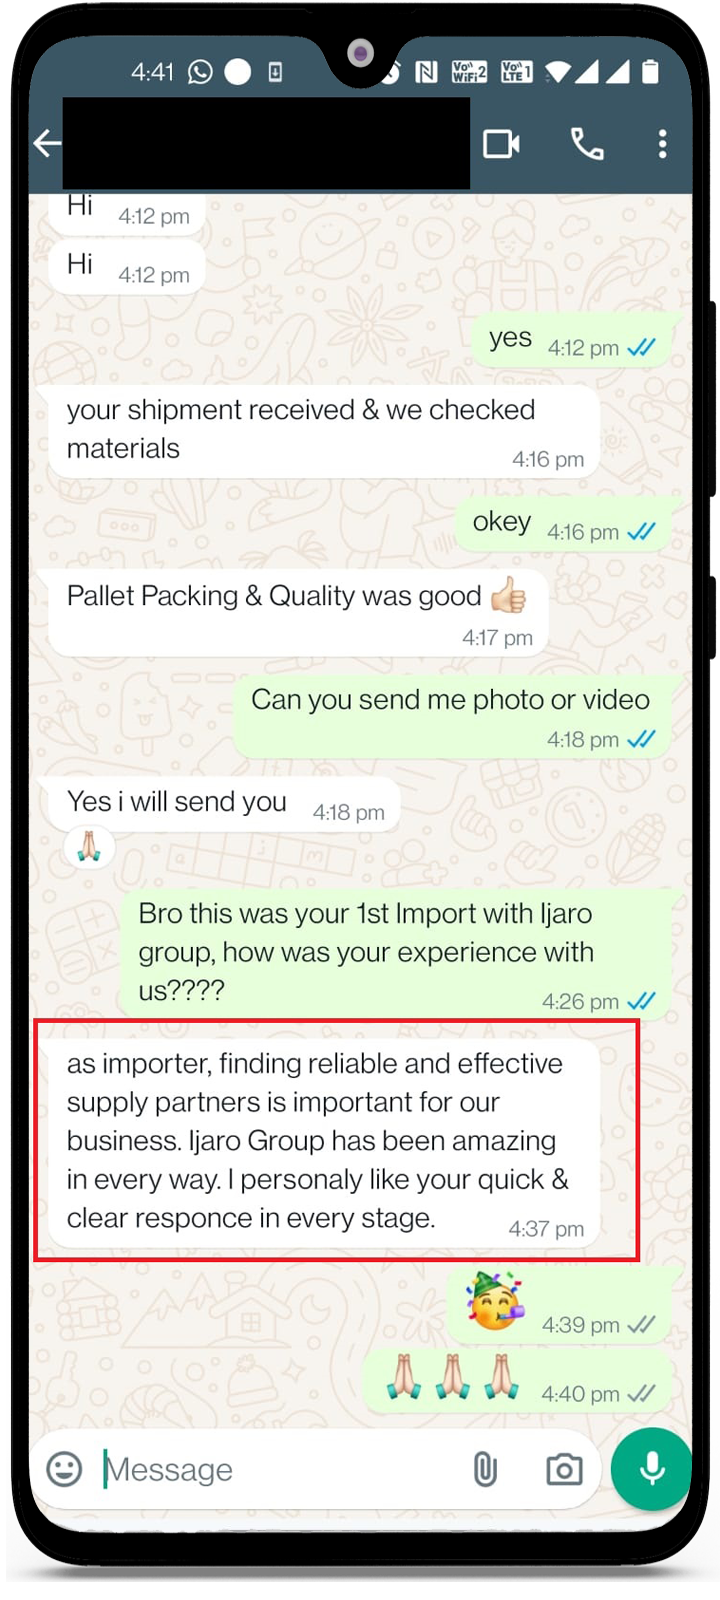 4:41
Vo WiFi2
Vo LTE 1
Hi 4:12 pm
Hi 4:12 pm
yes 4:12 pm
your shipment received & we checked
materials
4:16 pm
okey 4:16 pm
Pallet Packing & Quality was good 👍🏻
4:17 pm
Can you send me photo or video
4:18 pm
Yes i will send you 4:18 pm
🙏🏻
Bro this was your 1st Import with Ijaro
group, how was your experience with
us????
4:26 pm
as importer, finding reliable and effective
supply partners is important for our
business. Ijaro Group has been amazing
in every way. I personaly like your quick &
clear responce in every stage.
4:37 pm
🥳 4:39 pm
🙏🏻 🙏🏻 🙏🏻 4:40 pm
Message